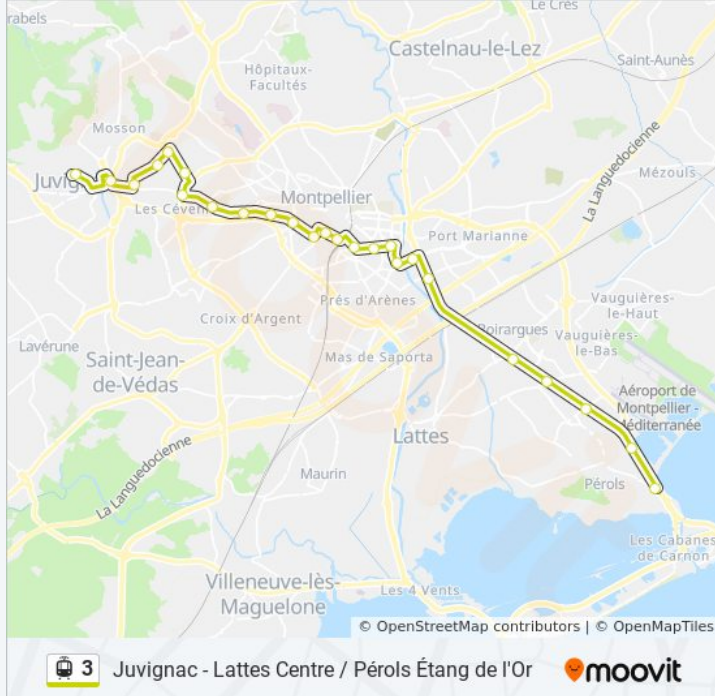 Le Crès
Castelnau-le-Lez
Saint-Aunès
Hôpitaux-
Facultés
Mosson
La Languedocienne
Mézouls
Montpellier
Les Céven
Port Marianne
Prés d'Arènes
Croix d'Argent
Vauguières-
le-Haut
Boirargues
Vauguières-
le-Bas
Lavérune
Mas de Saporta
Saint-Jean-
de-Védas
Aéroport de
Montpellier -
Méditerranée
Lattes
La Languedocienne
Maurin
Pérols
Les Cabanes
de Carnon
Villeneuve-lès-
Maguelone
Les 4 Vents
© OpenStreetMap contributors | © OpenMapTiles
3 Juvignac - Lattes Centre / Pérols Étang de l'Or moovit